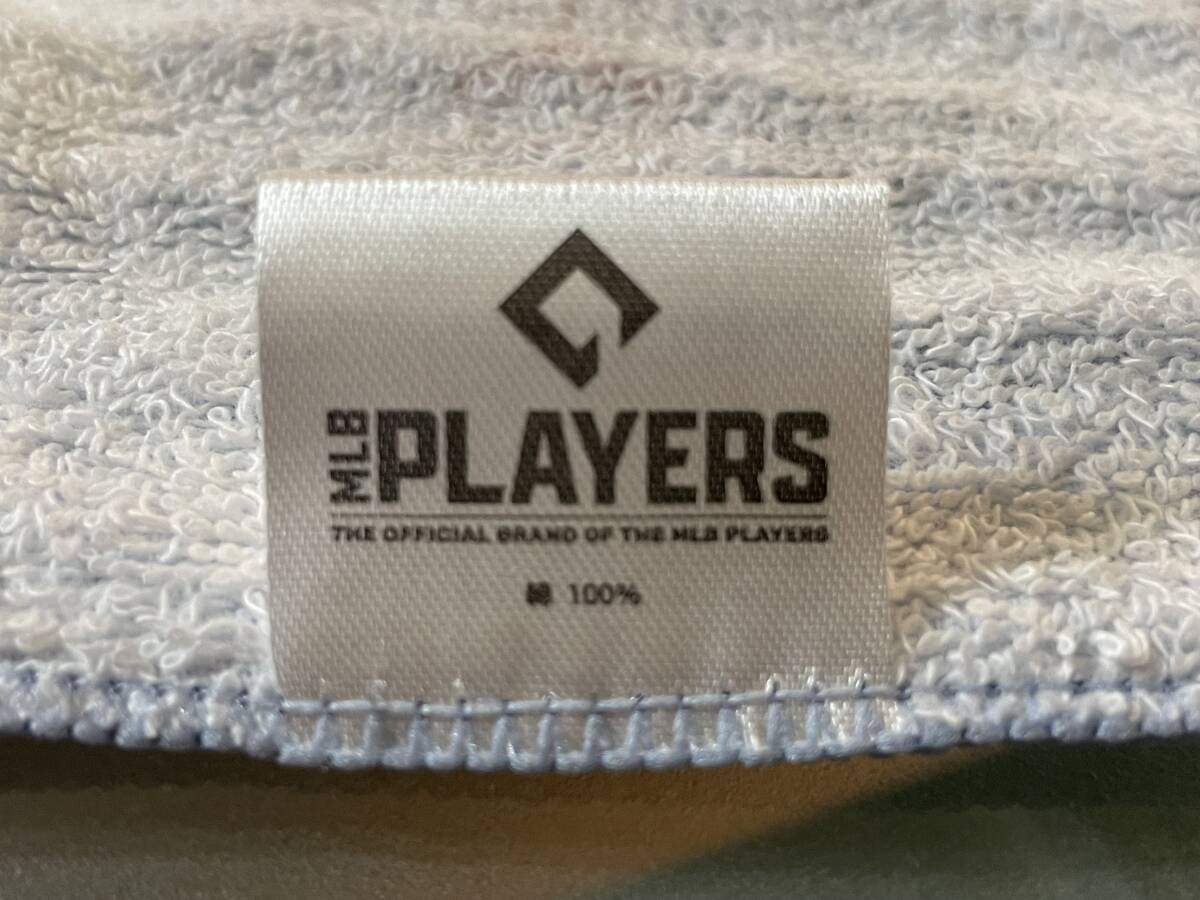 MLB PLAYERS
THE OFFICIAL BRAND OF THE MLB PLAYERS
綿 100%